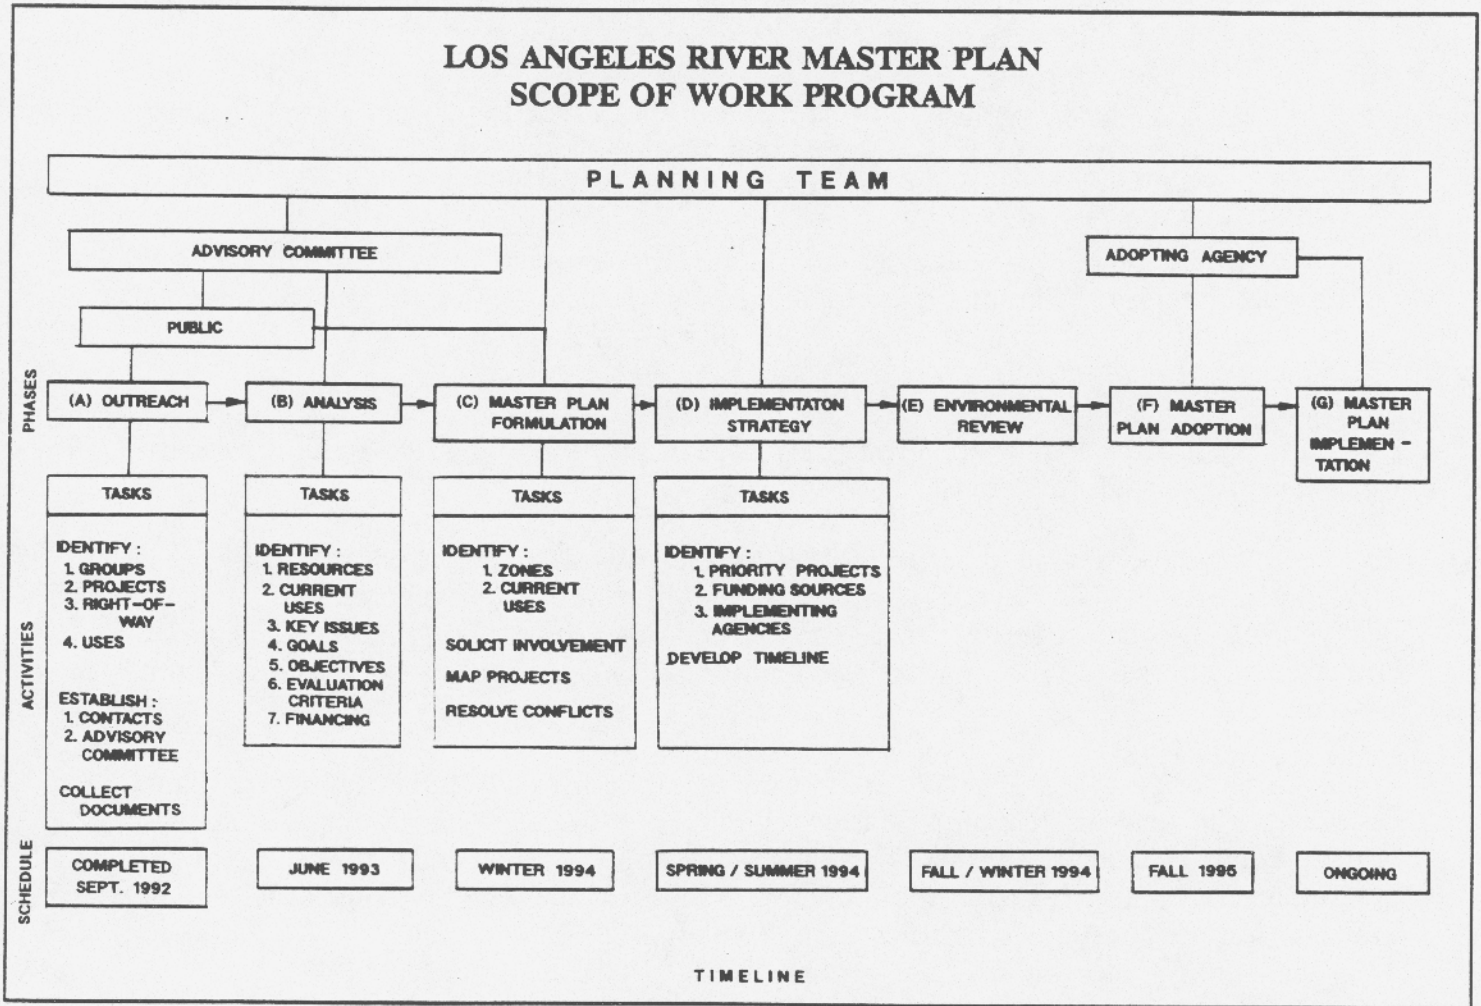 LOS ANGELES RIVER MASTER PLAN
SCOPE OF WORK PROGRAM
PLANNING TEAM
ADVISORY COMMITTEE
ADOPTING AGENCY
PUBLIC
PHASES
(A) OUTREACH
(B) ANALYSIS
(C) MASTER PLAN
FORMULATION
(D) IMPLEMENTATON
STRATEGY
(E) ENVIRONMENTAL
REVIEW
(F) MASTER
PLAN ADOPTION
(G) MASTER
PLAN
IMPLEMEN -
TATION
ACTIVITIES
TASKS
IDENTIFY :
1. GROUPS
2. PROJECTS
3. RIGHT-OF-
WAY
4. USES
ESTABLISH :
1. CONTACTS
2. ADVISORY
COMMITTEE
COLLECT
DOCUMENTS
TASKS
IDENTIFY :
1. RESOURCES
2. CURRENT
USES
3. KEY ISSUES
4. GOALS
5. OBJECTIVES
6. EVALUATION
CRITERIA
7. FINANCING
TASKS
IDENTIFY :
1. ZONES
2. CURRENT
USES
SOLICIT INVOLVEMENT
MAP PROJECTS
RESOLVE CONFLICTS
TASKS
IDENTIFY :
1. PRIORITY PROJECTS
2. FUNDING SOURCES
3. IMPLEMENTING
AGENCIES
DEVELOP TIMELINE
SCHEDULE
COMPLETED
SEPT. 1992
JUNE 1993
WINTER 1994
SPRING / SUMMER 1994
FALL / WINTER 1994
FALL 1995
ONGOING
TIMELINE